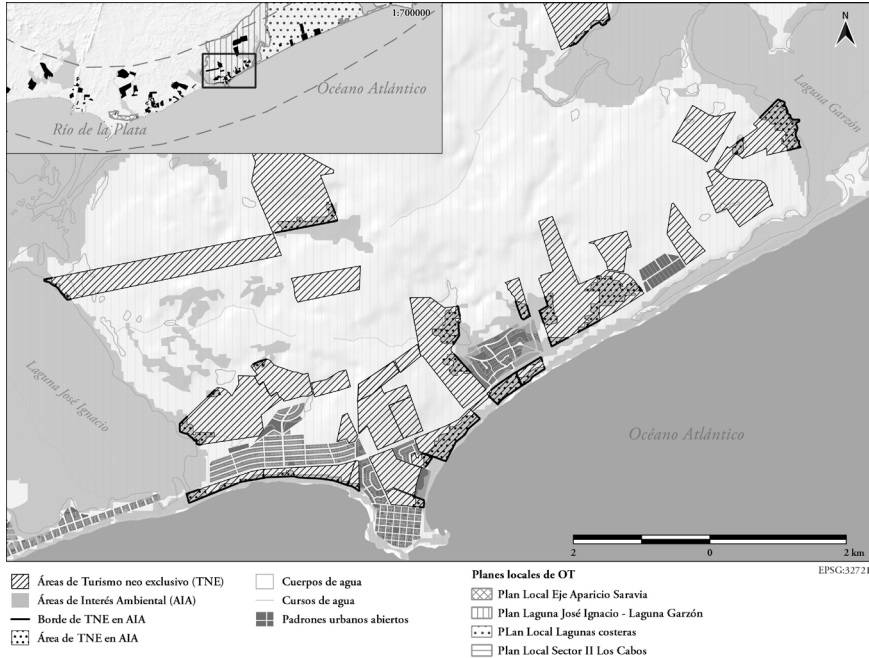 1:700000
N
Océano Atlántico
Río de la Plata
Laguna Garzón
Laguna José Ignacio
Océano Atlántico
2
0
2 km
EPSG:32721
Áreas de Turismo neo exclusivo (TNE)
Áreas de Interés Ambiental (AIA)
Borde de TNE en AIA
Área de TNE en AIA
Cuerpos de agua
Cursos de agua
Padrones urbanos abiertos
Planes locales de OT
Plan Local Eje Aparicio Saravia
Plan Laguna José Ignacio - Laguna Garzón
PLan Local Lagunas costeras
Plan Local Sector II Los Cabos